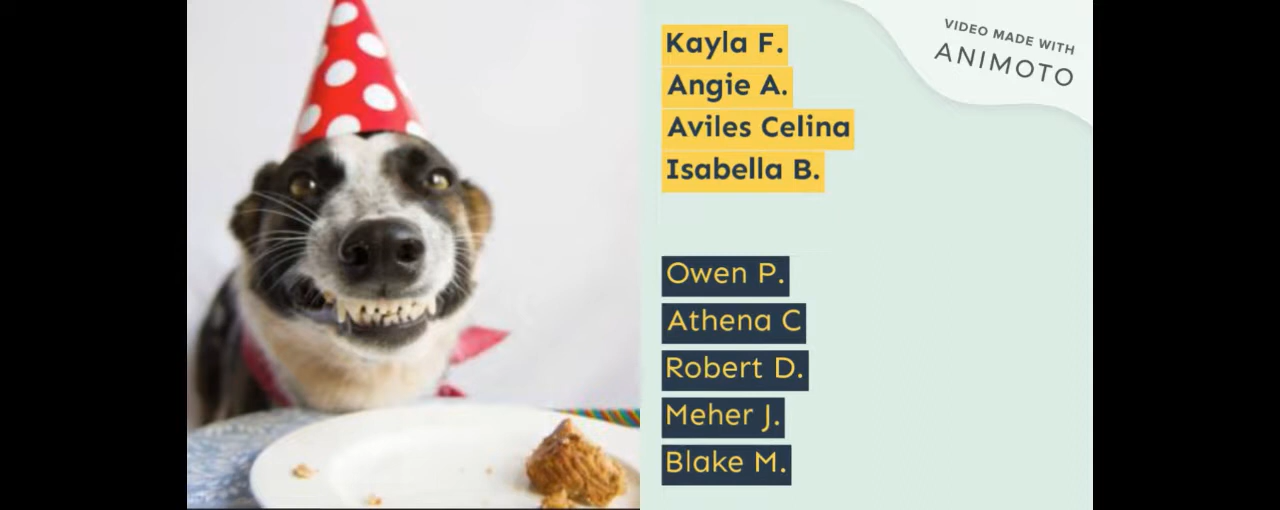 Kayla F.
Angie A.
Aviles Celina
Isabella B.
Owen P.
Athena C
Robert D.
Meher J.
Blake M.
VIDEO MADE WITH
ANIMOTO